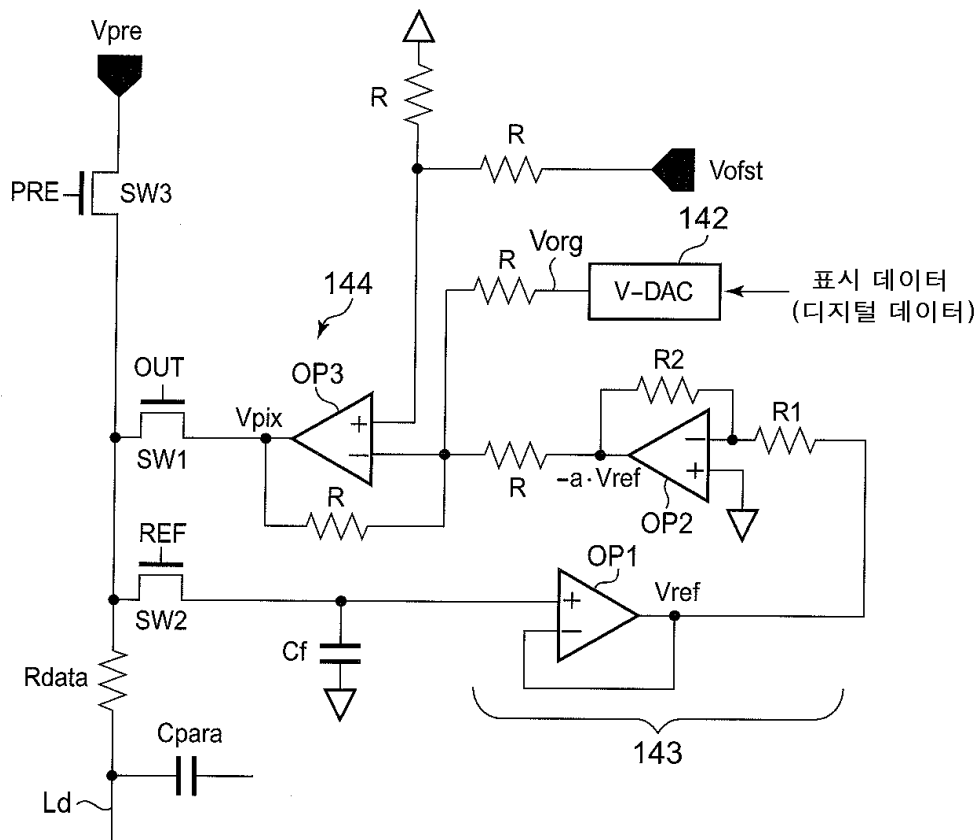 Vpre
R
R
Vofst
PRE
SW3
142
Vorg
R
144
V-DAC
표시 데이터
(디지털 데이터)
OUT
OP3
R2
R1
Vpix
+
−
−
+
SW1
R
−a·Vref
R
OP2
REF
OP1
Vref
+
−
SW2
Cf
Rdata
143
Cpara
Ld